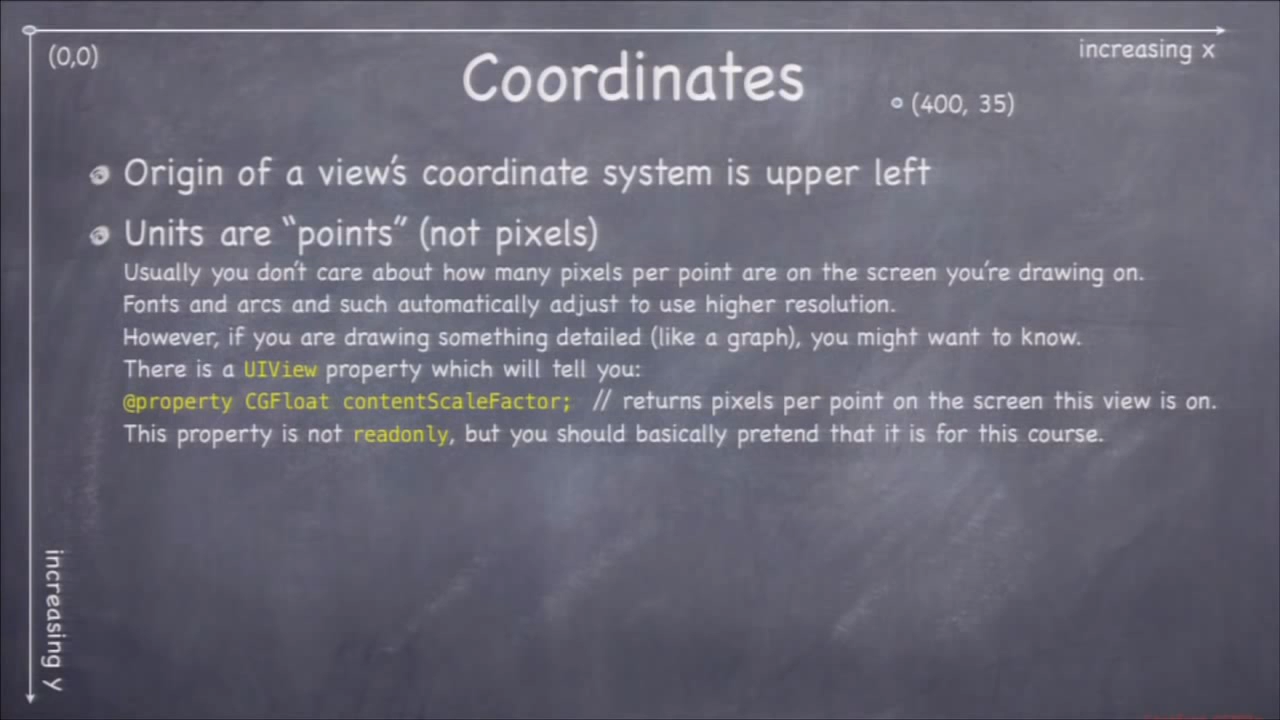 (0,0)
increasing x
Coordinates
(400, 35)
Origin of a view's coordinate system is upper left
Units are “points” (not pixels)
Usually you don't care about how many pixels per point are on the screen you're drawing on.
Fonts and arcs and such automatically adjust to use higher resolution.
However, if you are drawing something detailed (like a graph), you might want to know.
There is a UIView property which will tell you:
@property CGFloat contentScaleFactor; // returns pixels per point on the screen this view is on.
This property is not readonly, but you should basically pretend that it is for this course.
increasing y